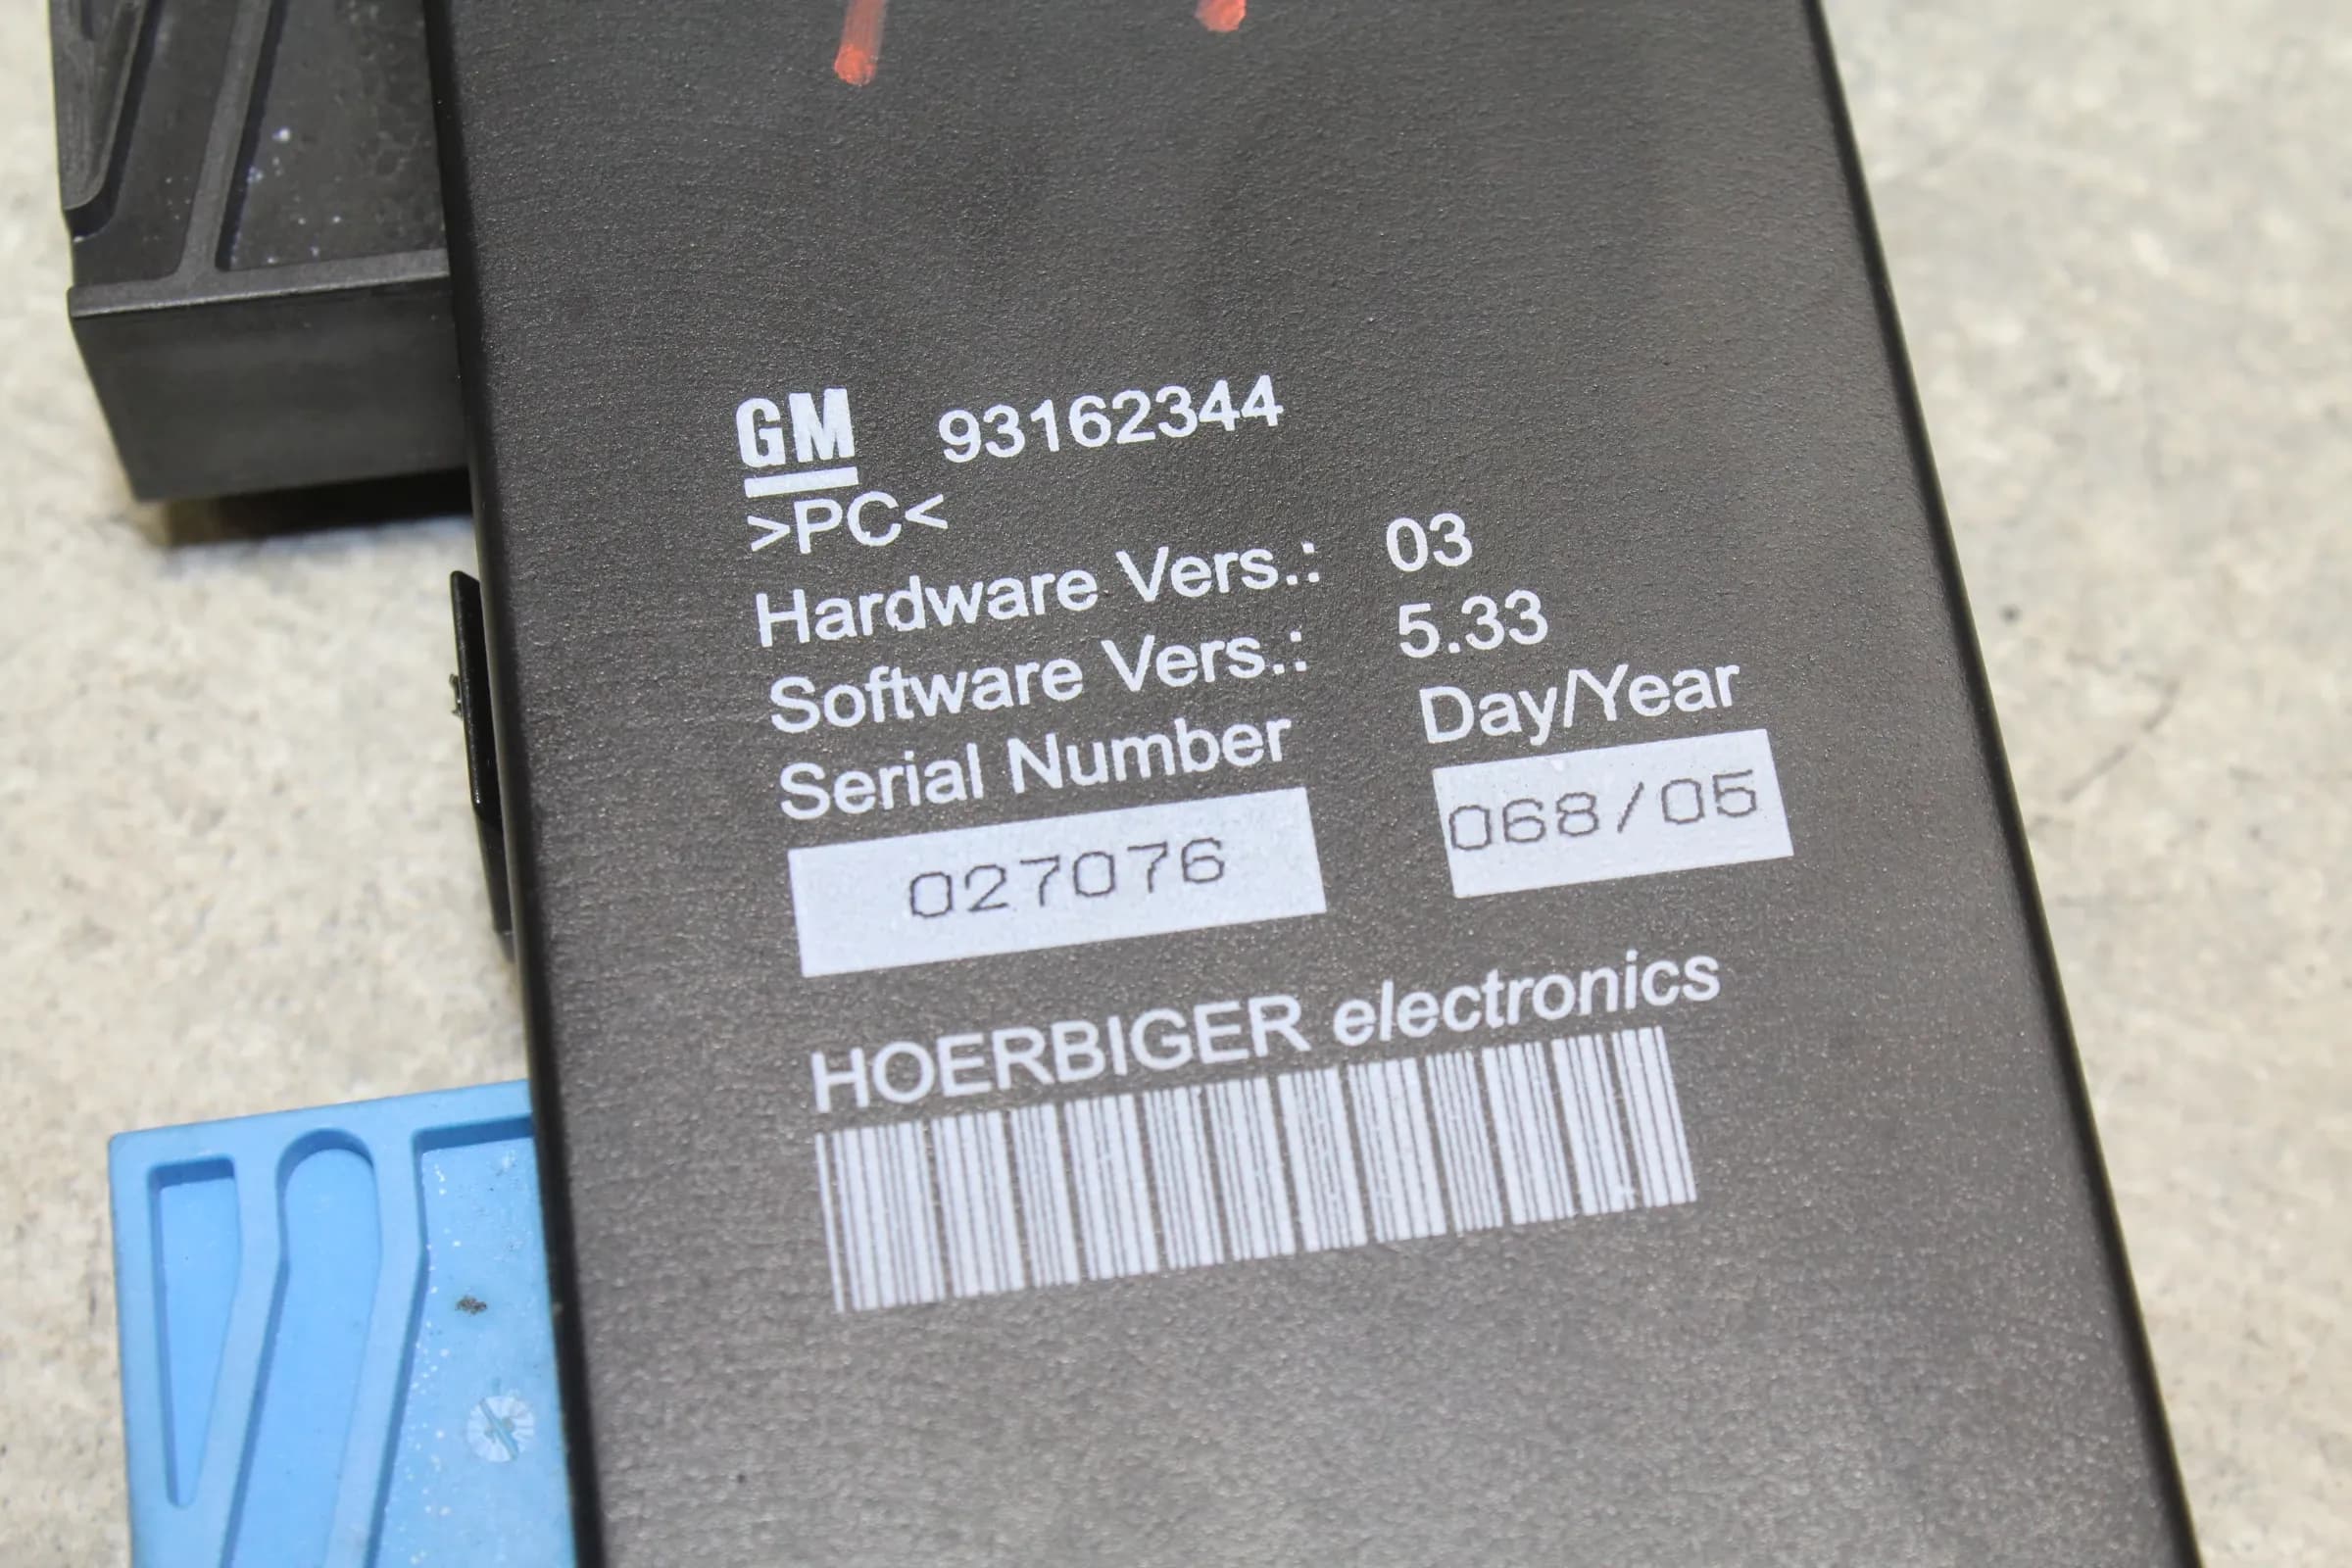 GM 93162344
>PC<
Hardware Vers.: 03
Software Vers.: 5.33
Serial Number Day/Year
027076 068/05
HOERBIGER electronics